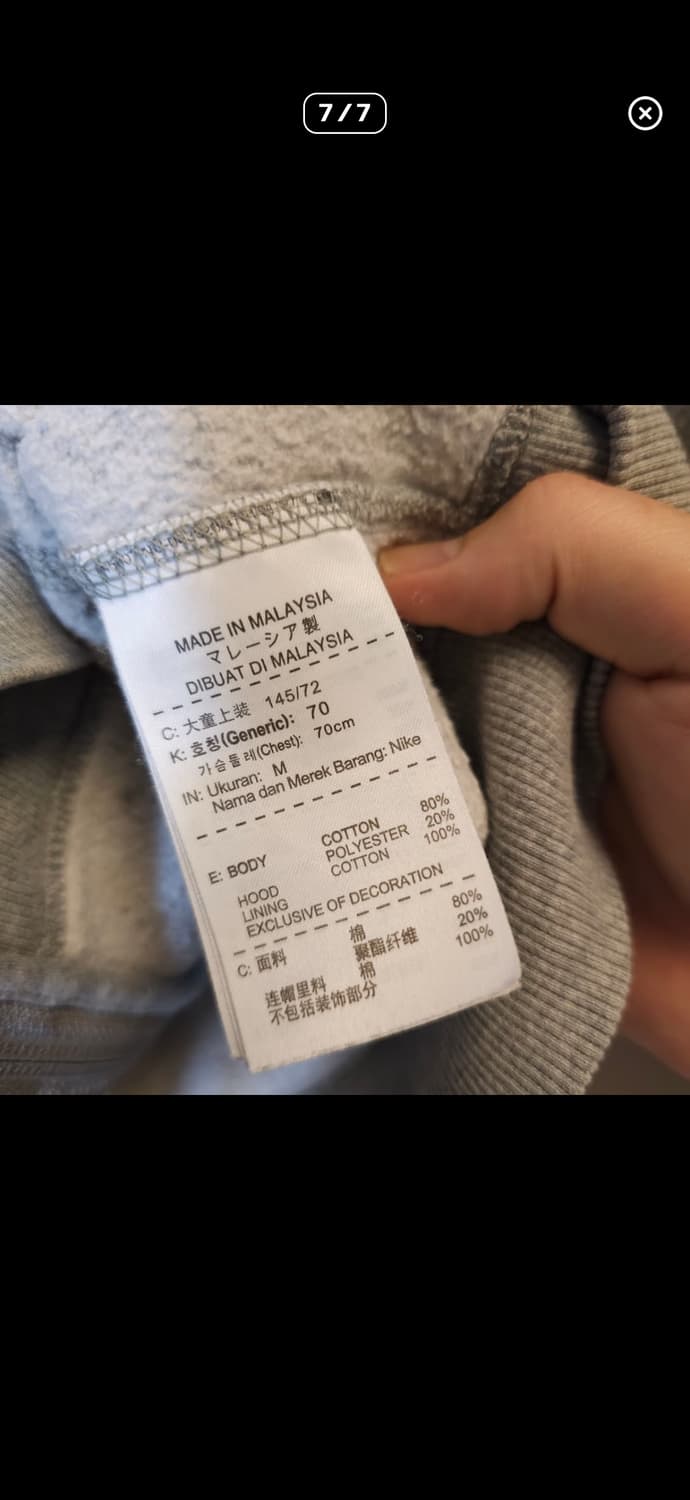 7/7
MADE IN MALAYSIA
マレーシア製
DIBUAT DI MALAYSIA
C: 大童上装 145/72
K: 호칭(Generic): 70
가슴둘레(Chest): 70cm
IN: Ukuran: M
Nama dan Merek Barang: Nike
E: BODY COTTON 80%
POLYESTER 20%
HOOD LINING COTTON 100%
EXCLUSIVE OF DECORATION
C: 面料 棉 80%
聚酯纤维 20%
连帽里料 棉 100%
不包括装饰部分